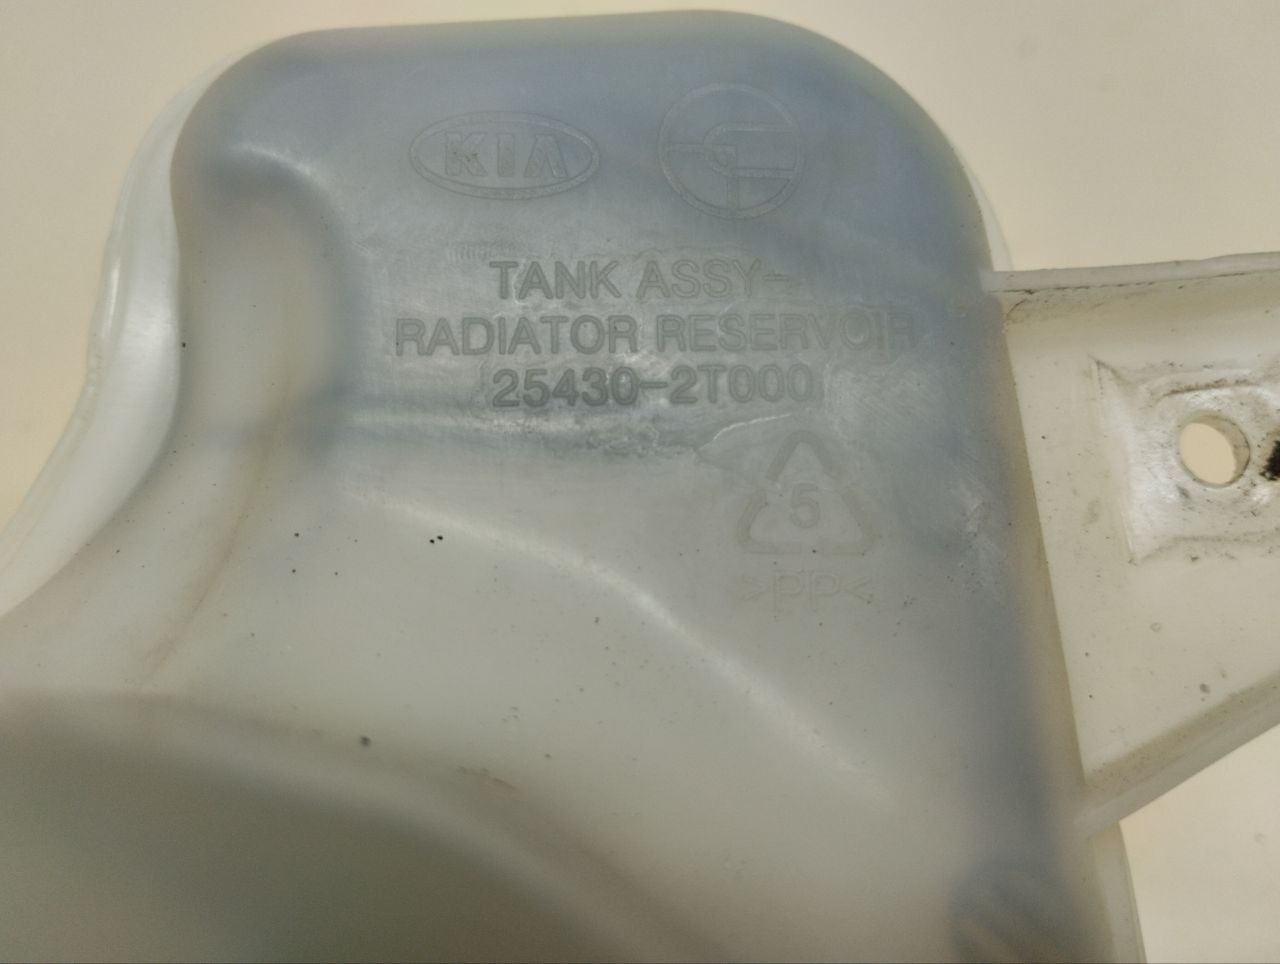 KIA
TANK ASSY-
RADIATOR RESERVOIR
25430-2T000
5
>PP<